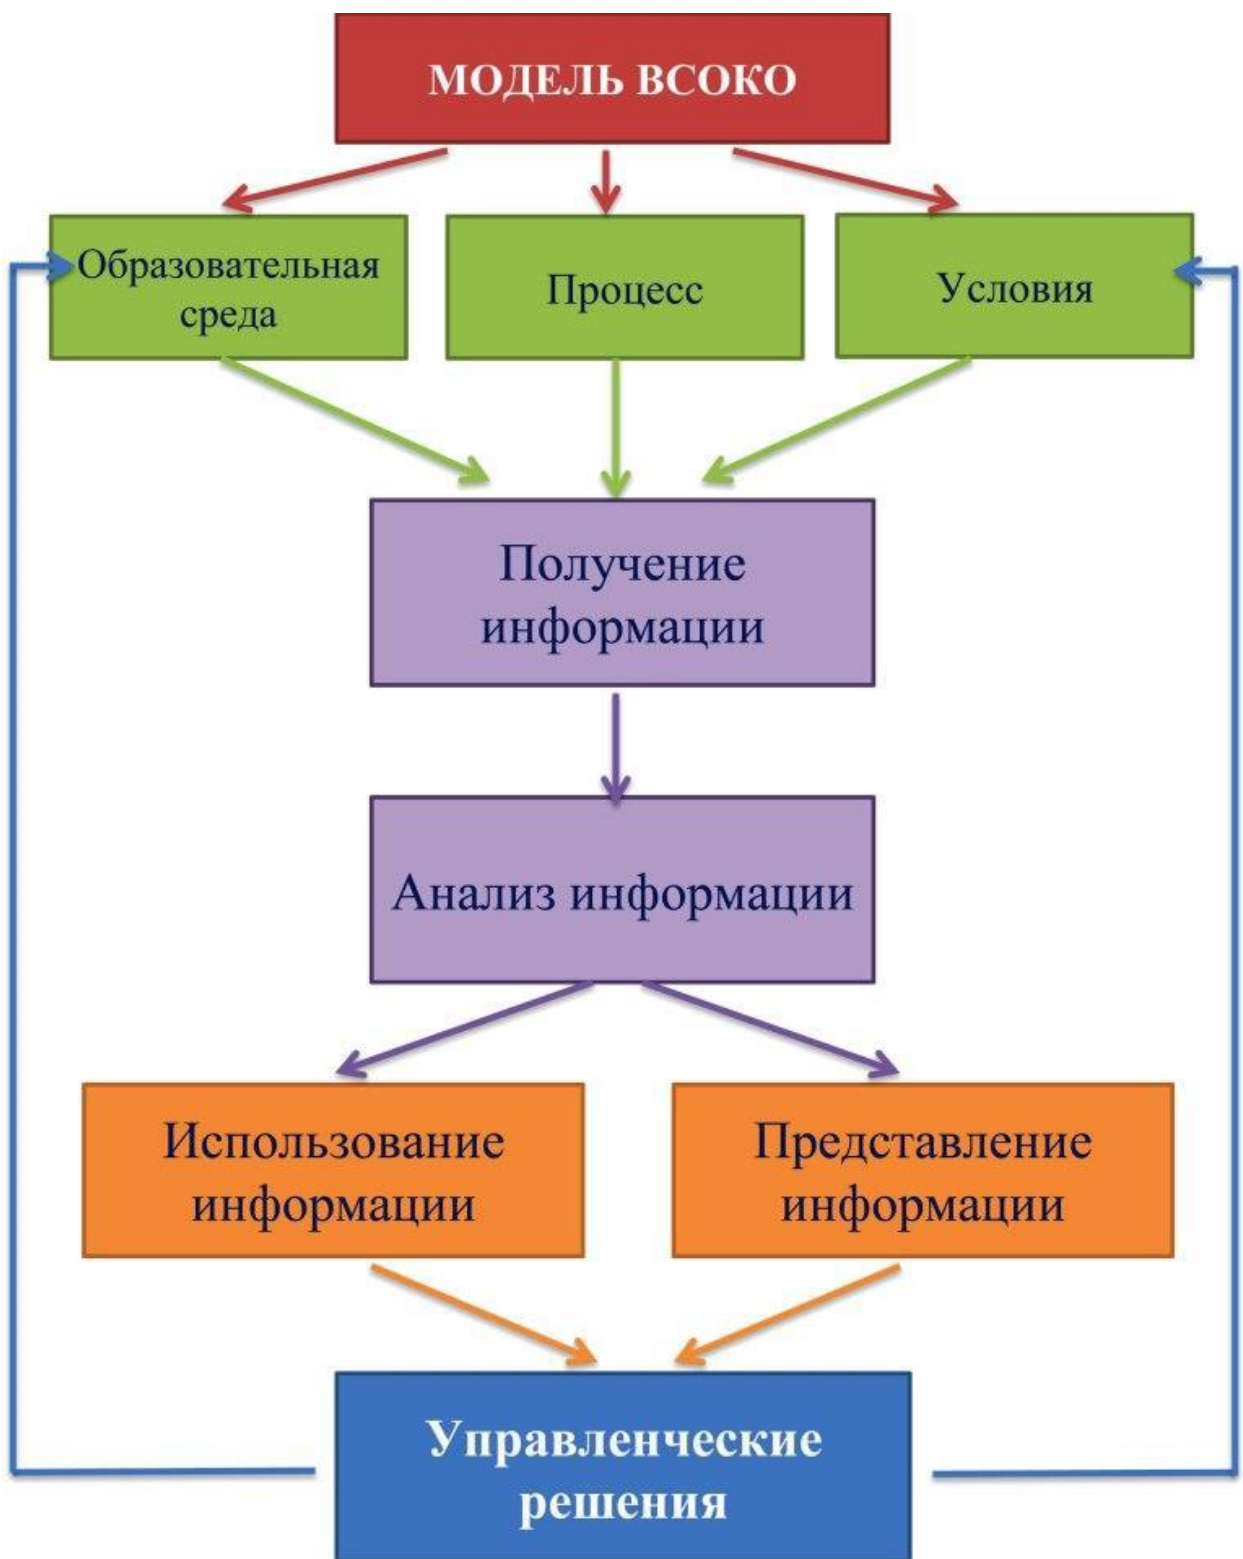 МОДЕЛЬ ВСОКО
Образовательная
среда
Процесс
Условия
Получение
информации
Анализ информации
Использование
информации
Представление
информации
Управленческие
решения